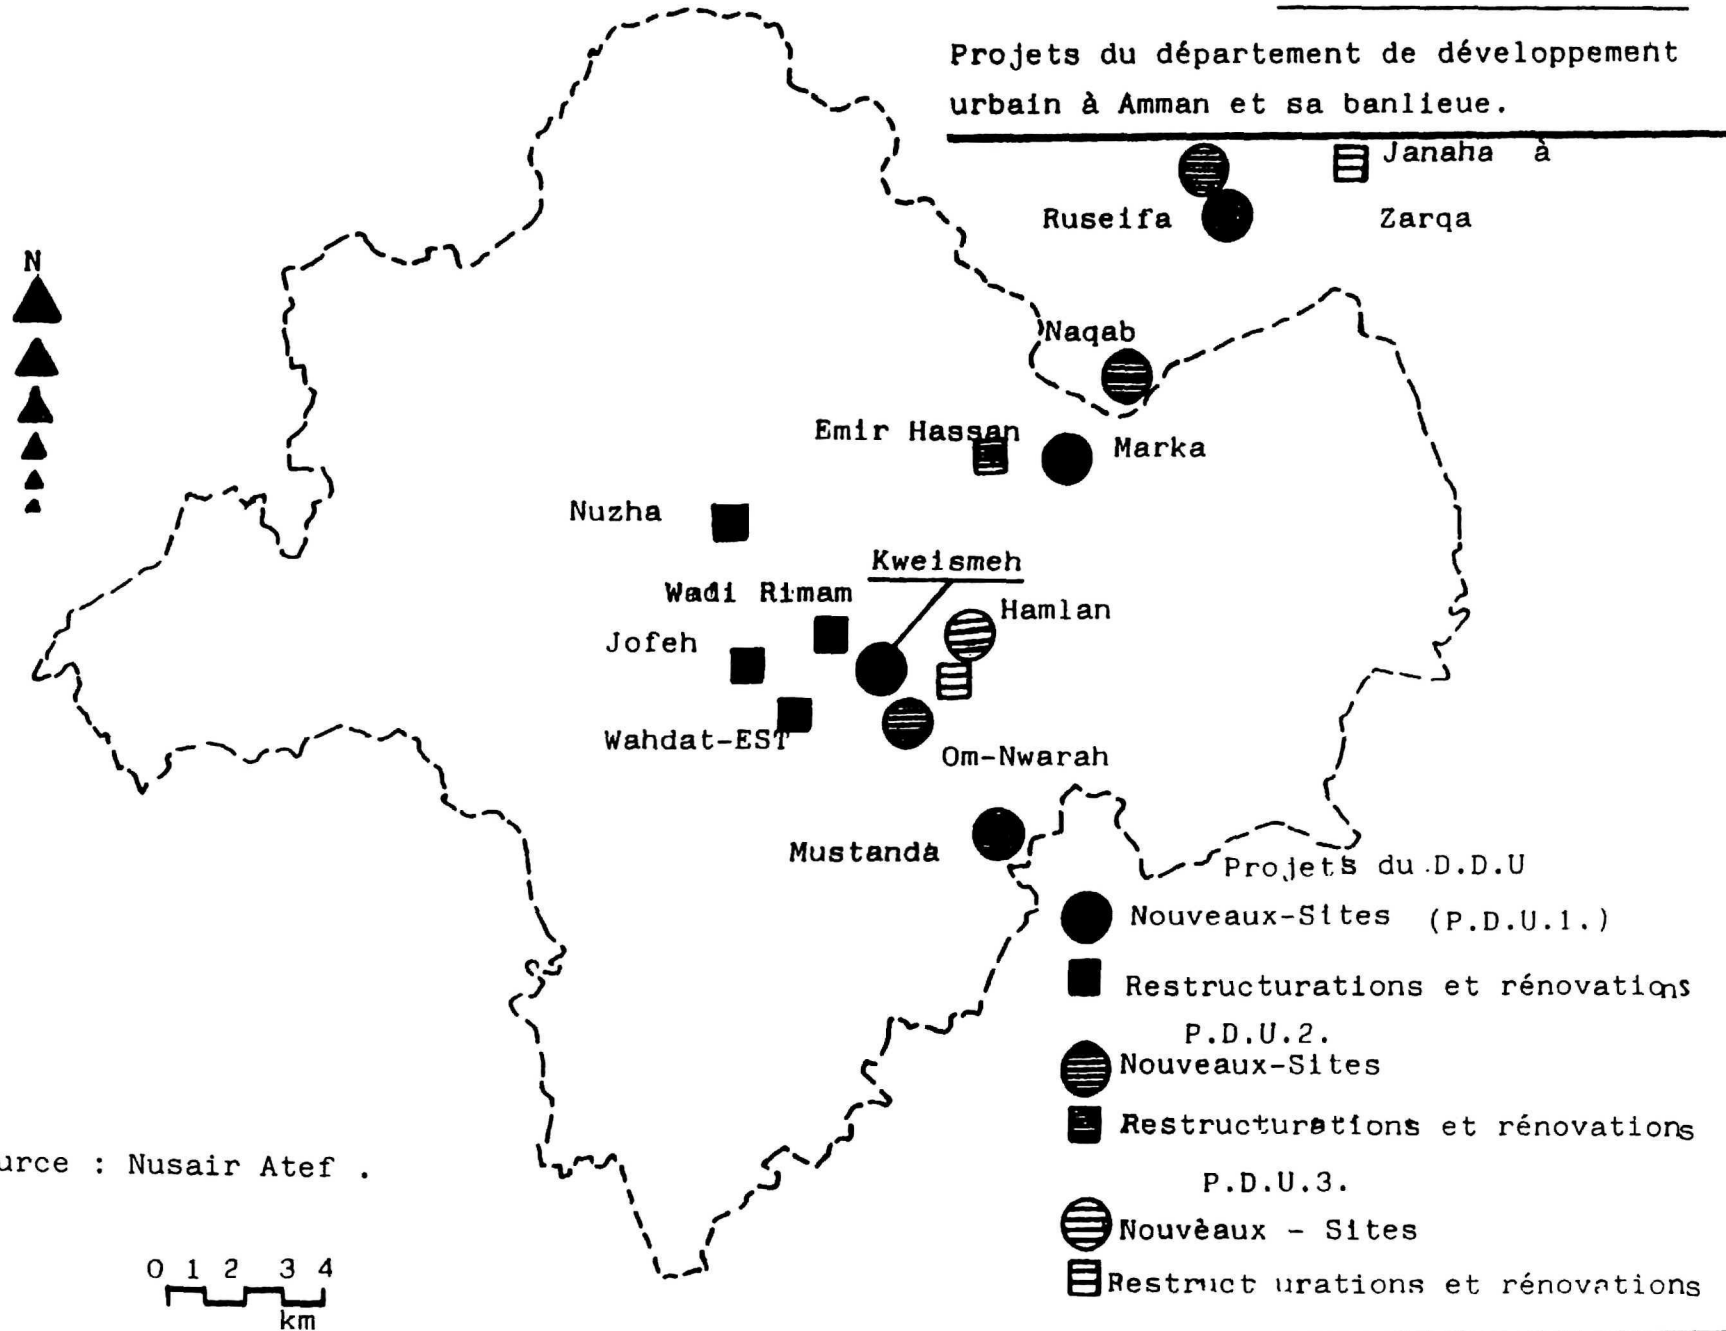 Projets du département de développement
urbain à Amman et sa banlieue.
Janaha à
Ruseifa
Zarqa
N
Naqab
Emir Hassan
Marka
Nuzha
Kweismeh
Wadi Rimam
Hamlan
Jofeh
Wahdat-EST
Om-Nwarah
Mustanda
Projets du D.D.U
Nouveaux-Sites (P.D.U.1.)
Restructurations et rénovations
P.D.U.2.
Nouveaux-Sites
Restructurations et rénovations
P.D.U.3.
Nouvèaux - Sites
Restruct urations et rénovations
urce : Nusair Atef .
0 1 2 3 4
km